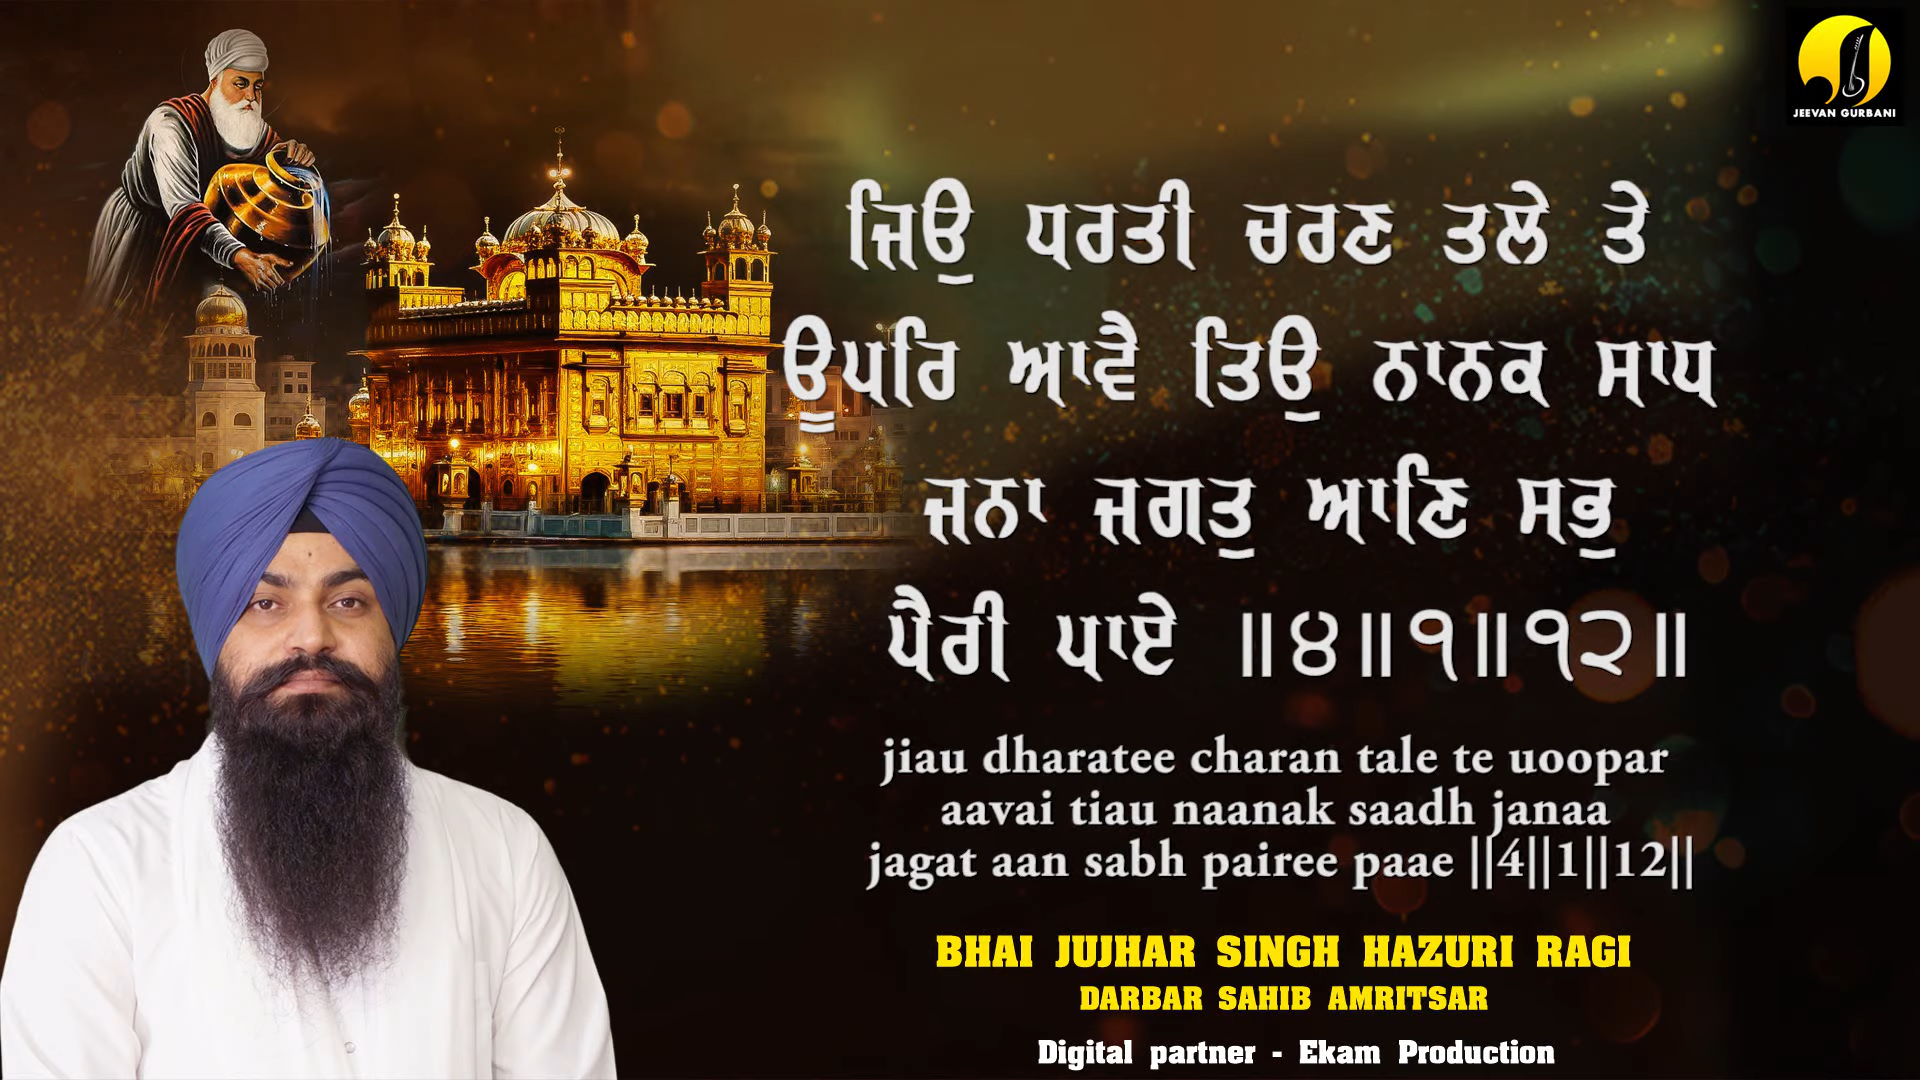 JEEVAN GURBANI
ਜਿਉ ਧਰਤੀ ਚਰਣ ਤਲੇ ਤੇ
ਊਪਰਿ ਆਵੈ ਤਿਉ ਨਾਨਕ ਸਾਧ
ਜਨਾ ਜਗਤੁ ਆਣਿ ਸਭੁ
ਪੈਰੀ ਪਾਏ ॥੪॥੧॥੧੨॥
jiau dharatee charan tale te uoopar
aavai tiau naanak saadh janaa
jagat aan sabh pairee paae ||4||1||12||
BHAI JUJHAR SINGH HAZURI RAGI
DARBAR SAHIB AMRITSAR
Digital partner - Ekam Production